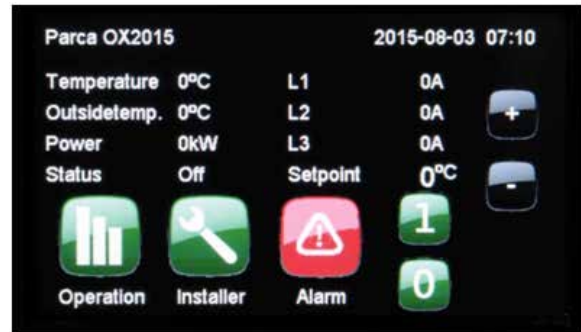 Parca OX2015 2015-08-03 07:10
Temperature 0ºC L1 0A
Outsidetemp. 0ºC L2 0A
+
Power 0kW L3 0A
Status Off Setpoint 0ºC
-
1
0
Operation Installer Alarm